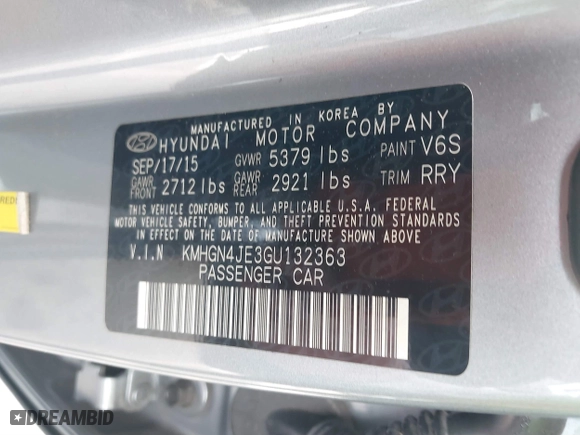 MANUFACTURED IN KOREA BY
HYUNDAI MOTOR COMPANY
SEP/17/15 GVWR 5379 lbs PAINT V6S
GAWR FRONT 2712 lbs GAWR REAR 2921 lbs TRIM RRY
THIS VEHICLE CONFORMS TO ALL APPLICABLE U.S.A. FEDERAL
MOTOR VEHICLE SAFETY, BUMPER, AND THEFT PREVENTION STANDARDS
IN EFFECT ON THE DATE OF MANUFACTURE SHOWN ABOVE
V.I.N KMHGN4JE3GU132363
PASSENGER CAR
DREAMBID